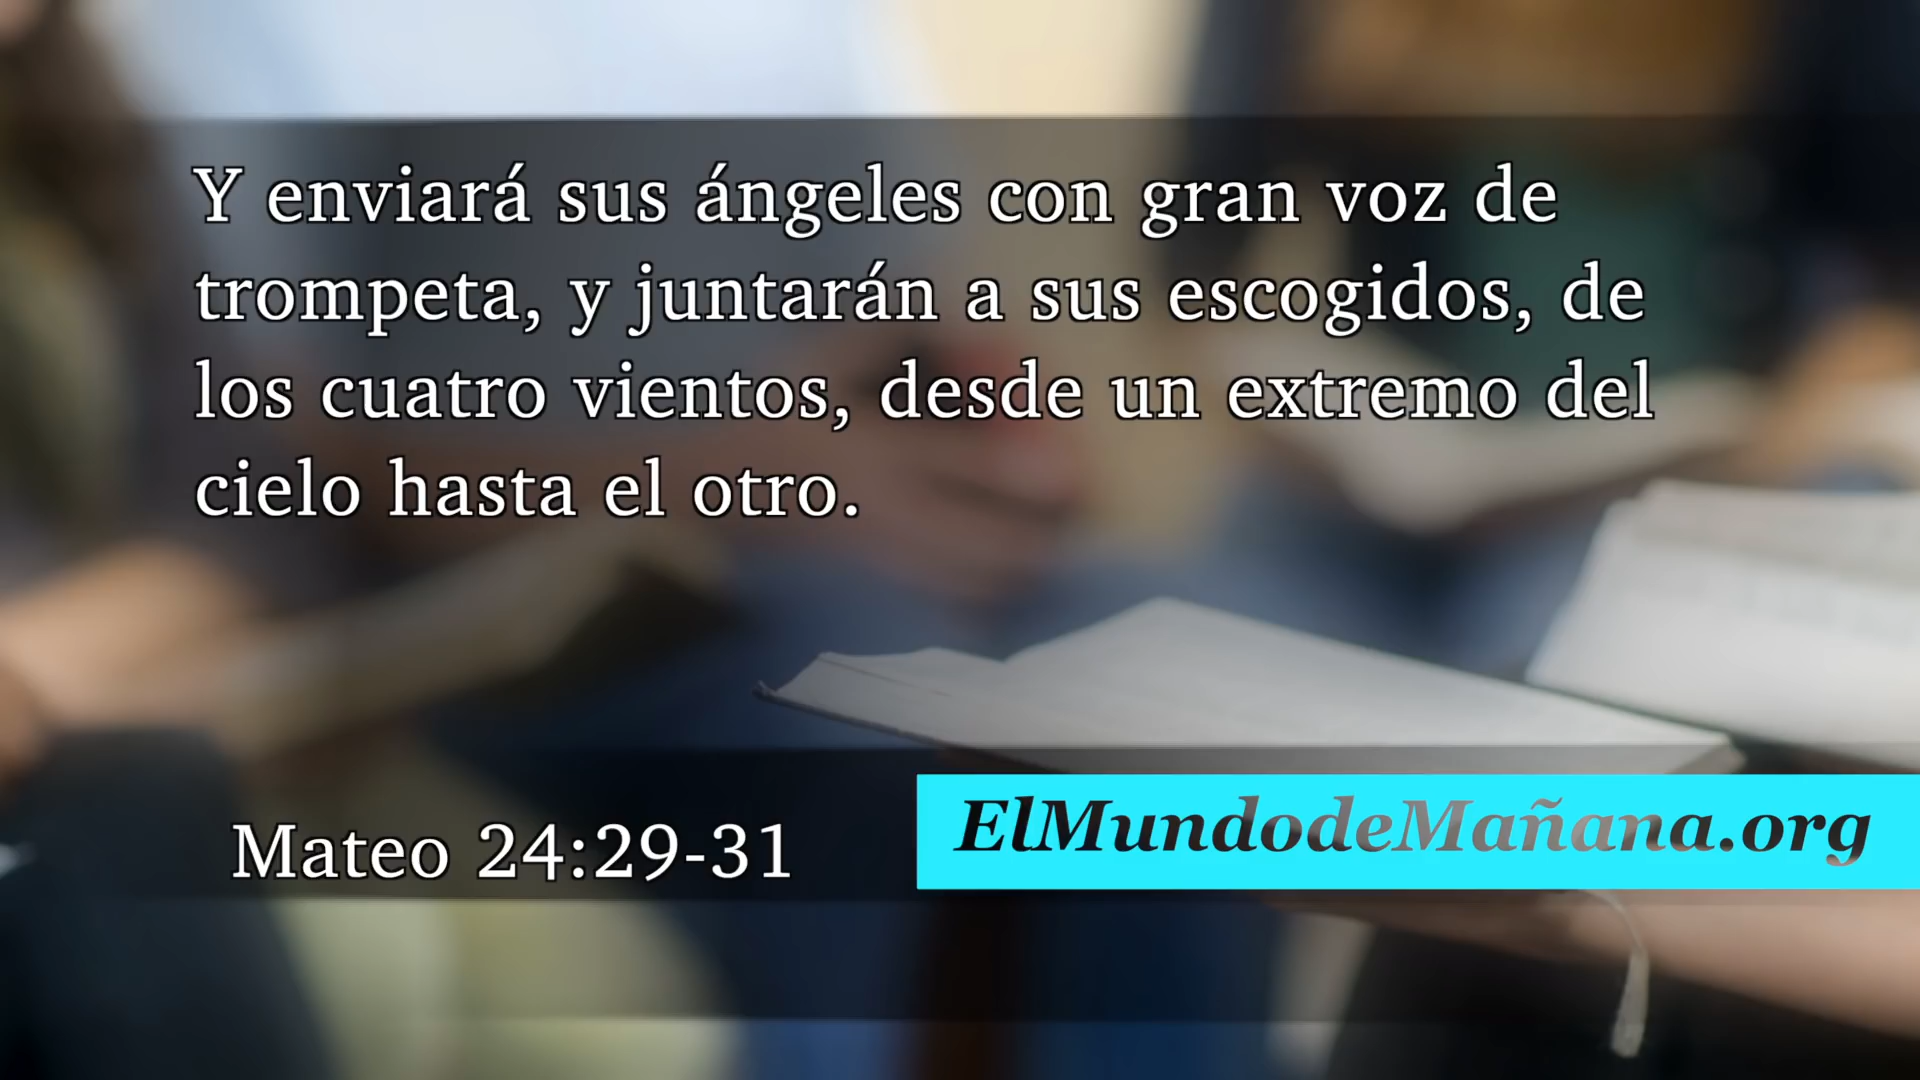 Y enviará sus ángeles con gran voz de
trompeta, y juntarán a sus escogidos, de
los cuatro vientos, desde un extremo del
cielo hasta el otro.
Mateo 24:29-31
ElMundodeMañana.org